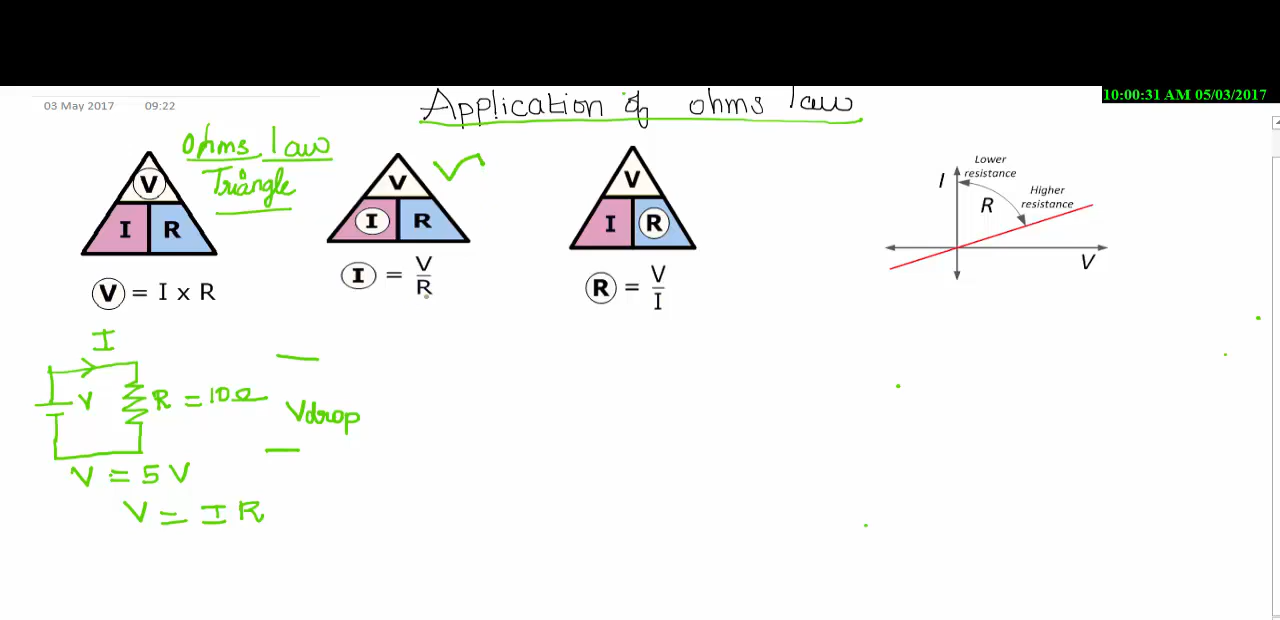 10:00:31 AM 05/03/2017
03 May 2017 09:22
Application of ohms law
Ohms law
Triangle
V
I R
V = I x R
V
I R
I = V
R
V
I R
R = V
I
Lower
resistance
I
Higher
resistance
R
V
I
V
R = 10Ω
Vdrop
V = 5V
V = IR